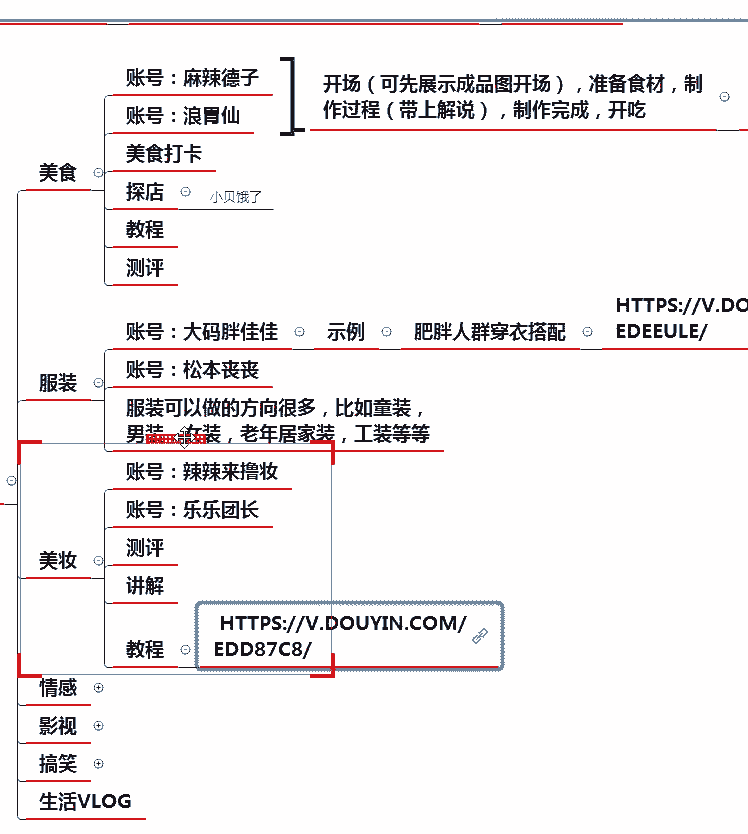 美食
账号：麻辣德子
账号：浪胃仙
开场（可先展示成品图开场），准备食材，制
作过程（带上解说），制作完成，开吃
美食打卡
探店
小贝饿了
教程
测评
服装
账号：大码胖佳佳
示例
肥胖人群穿衣搭配
HTTPS://V.DO
EDEEULE/
账号：松本丧丧
服装可以做的方向很多，比如童装，
男装，女装，老年居家装，工装等等
美妆
账号：辣辣来撸妆
账号：乐乐团长
测评
讲解
教程
HTTPS://V.DOUYIN.COM/
EDD87C8/
情感
影视
搞笑
生活VLOG